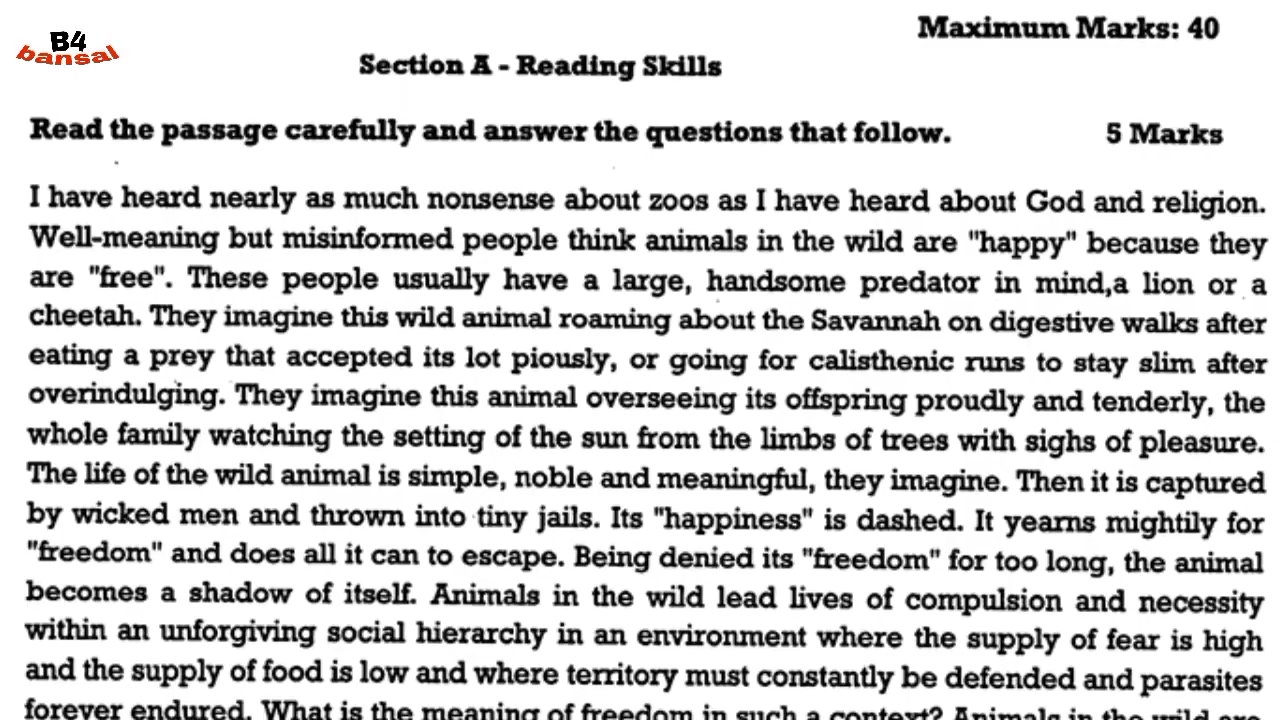 B4
bansal
Maximum Marks: 40
Section A - Reading Skills
Read the passage carefully and answer the questions that follow. 5 Marks
I have heard nearly as much nonsense about zoos as I have heard about God and religion.
Well-meaning but misinformed people think animals in the wild are "happy" because they
are "free". These people usually have a large, handsome predator in mind,a lion or a
cheetah. They imagine this wild animal roaming about the Savannah on digestive walks after
eating a prey that accepted its lot piously, or going for calisthenic runs to stay slim after
overindulging. They imagine this animal overseeing its offspring proudly and tenderly, the
whole family watching the setting of the sun from the limbs of trees with sighs of pleasure.
The life of the wild animal is simple, noble and meaningful, they imagine. Then it is captured
by wicked men and thrown into tiny jails. Its "happiness" is dashed. It yearns mightily for
"freedom" and does all it can to escape. Being denied its "freedom" for too long, the animal
becomes a shadow of itself. Animals in the wild lead lives of compulsion and necessity
within an unforgiving social hierarchy in an environment where the supply of fear is high
and the supply of food is low and where territory must constantly be defended and parasites
forever endured. What is the meaning of freedom in such a context? Animals in the wild are